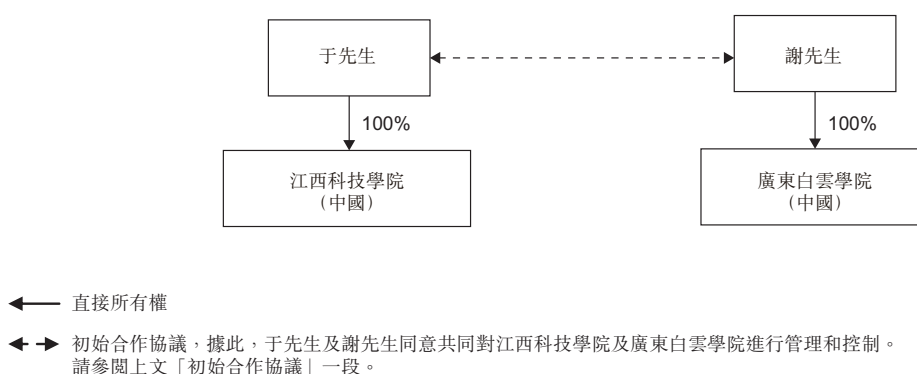 于先生
謝先生
100%
100%
江西科技學院
（中國）
廣東白雲學院
（中國）
直接所有權
初始合作協議，據此，于先生及謝先生同意共同對江西科技學院及廣東白雲學院進行管理和控制。
請參閱上文「初始合作協議」一段。